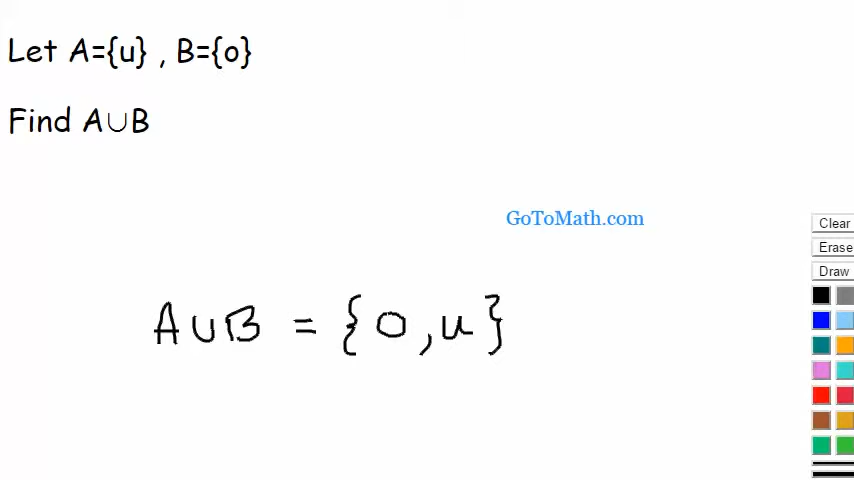 Let A={u} , B={o}
Find A∪B
GoToMath.com
Clear
Erase
Draw
A∪B = {o,u}